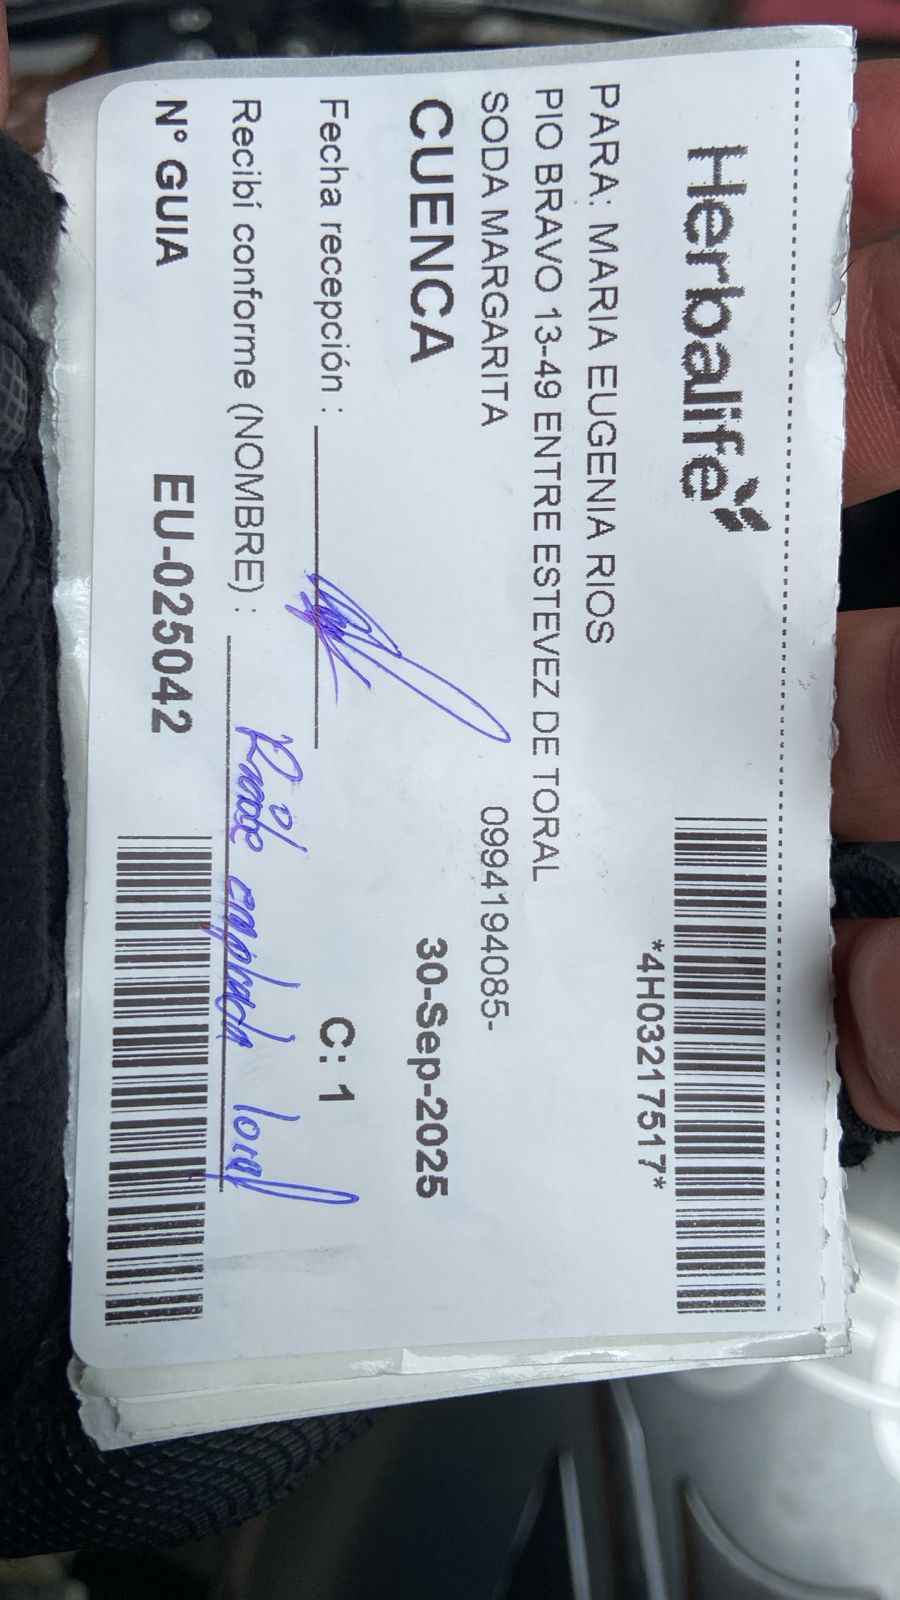 Herbalife
*4H03217517*
PARA: MARIA EUGENIA RIOS
PIO BRAVO 13-49 ENTRE ESTEVEZ DE TORAL
SODA MARGARITA 0994194085-
CUENCA 30-Sep-2025
Fecha recepción : C: 1
Recibí conforme (NOMBRE) :
N° GUIA EU-025042